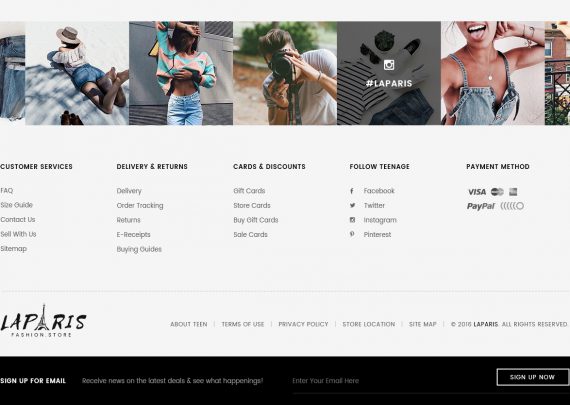 #LAPARIS
CUSTOMER SERVICES
FAQ
Size Guide
Contact Us
Sell With Us
Sitemap
DELIVERY & RETURNS
Delivery
Order Tracking
Returns
E-Receipts
Buying Guides
CARDS & DISCOUNTS
Gift Cards
Store Cards
Buy Gift Cards
Sale Cards
FOLLOW TEENAGE
Facebook
Twitter
Instagram
Pinterest
PAYMENT METHOD
VISA
PayPal
LAPARIS
FASHION.STORE
ABOUT TEEN | TERMS OF USE | PRIVACY POLICY | STORE LOCATION | SITE MAP | © 2016 LAPARIS. ALL RIGHTS RESERVED.
SIGN UP FOR EMAIL Receive news on the latest deals & see what happenings! Enter Your Email Here SIGN UP NOW